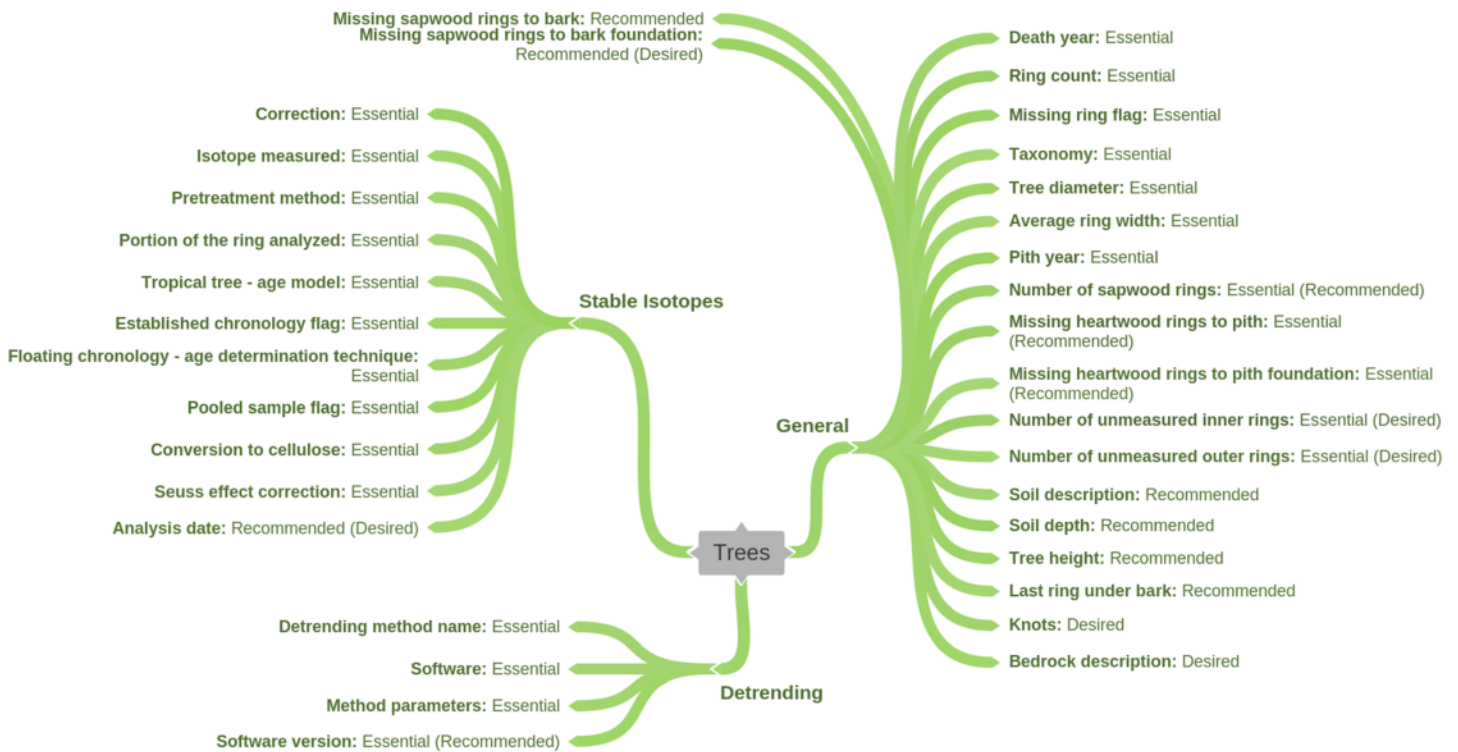 Missing sapwood rings to bark: Recommended
Missing sapwood rings to bark foundation:
Recommended (Desired)
Correction: Essential
Isotope measured: Essential
Pretreatment method: Essential
Portion of the ring analyzed: Essential
Tropical tree - age model: Essential
Established chronology flag: Essential
Floating chronology - age determination technique:
Essential
Pooled sample flag: Essential
Conversion to cellulose: Essential
Seuss effect correction: Essential
Analysis date: Recommended (Desired)
Stable Isotopes
Detrending method name: Essential
Software: Essential
Method parameters: Essential
Software version: Essential (Recommended)
Detrending
Trees
General
Death year: Essential
Ring count: Essential
Missing ring flag: Essential
Taxonomy: Essential
Tree diameter: Essential
Average ring width: Essential
Pith year: Essential
Number of sapwood rings: Essential (Recommended)
Missing heartwood rings to pith: Essential
(Recommended)
Missing heartwood rings to pith foundation: Essential
(Recommended)
Number of unmeasured inner rings: Essential (Desired)
Number of unmeasured outer rings: Essential (Desired)
Soil description: Recommended
Soil depth: Recommended
Tree height: Recommended
Last ring under bark: Recommended
Knots: Desired
Bedrock description: Desired